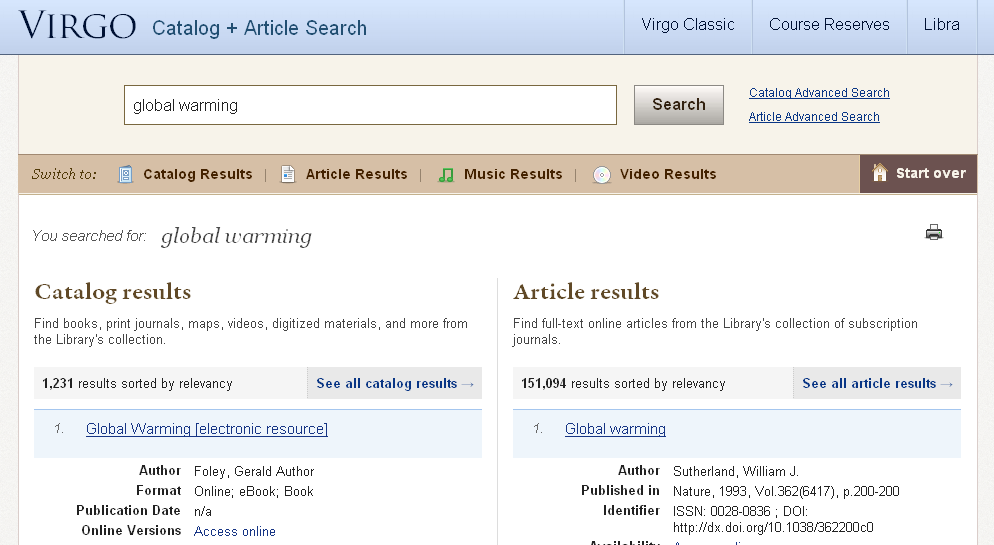 VIRGO Catalog + Article Search
Virgo Classic
Course Reserves
Libra
global warming
Search
Catalog Advanced Search
Article Advanced Search
Switch to:
Catalog Results
Article Results
Music Results
Video Results
Start over
You searched for: global warming
Catalog results
Find books, print journals, maps, videos, digitized materials, and more from
the Library's collection.
1,231 results sorted by relevancy
See all catalog results →
1. Global Warming [electronic resource]
Author Foley, Gerald Author
Format Online; eBook; Book
Publication Date n/a
Online Versions Access online
Article results
Find full-text online articles from the Library's collection of subscription
journals.
151,094 results sorted by relevancy
See all article results →
1. Global warming
Author Sutherland, William J.
Published in Nature, 1993, Vol.362(6417), p.200-200
Identifier ISSN: 0028-0836 ; DOI:
http://dx.doi.org/10.1038/362200c0